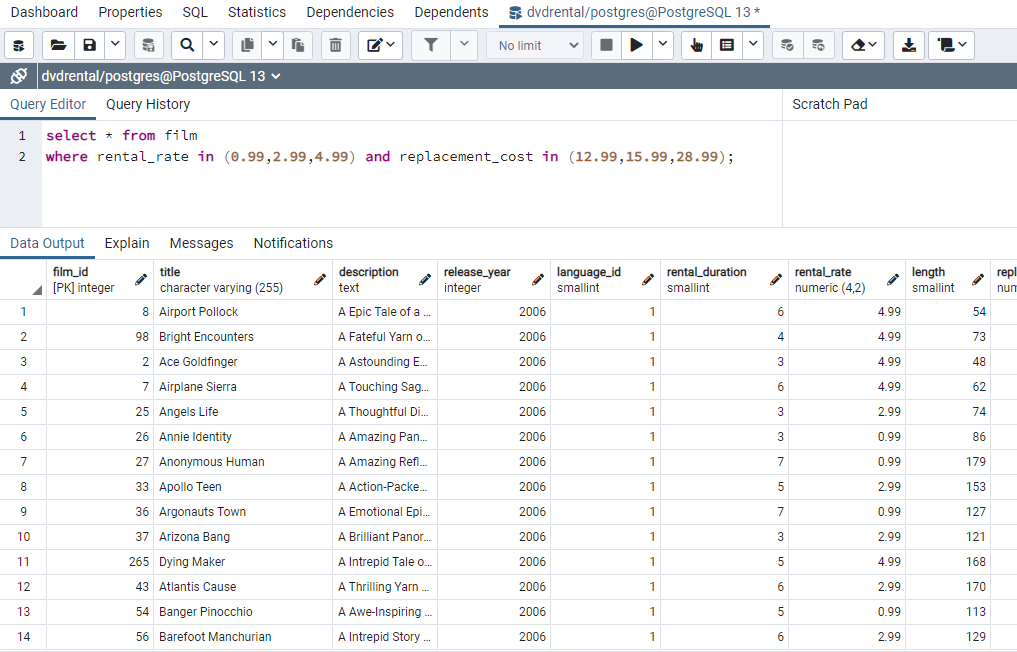 Dashboard Properties SQL Statistics Dependencies Dependents dvdrental/postgres@PostgreSQL 13 *
No limit
dvdrental/postgres@PostgreSQL 13
Query Editor Query History Scratch Pad
1 select * from film
2 where rental_rate in (0.99,2.99,4.99) and replacement_cost in (12.99,15.99,28.99);
Data Output Explain Messages Notifications
film_id title description release_year language_id rental_duration rental_rate length repl
[PK] integer character varying (255) text integer smallint smallint numeric (4,2) smallint num
1 8 Airport Pollock A Epic Tale of a ... 2006 1 6 4.99 54
2 98 Bright Encounters A Fateful Yarn o... 2006 1 4 4.99 73
3 2 Ace Goldfinger A Astounding E... 2006 1 3 4.99 48
4 7 Airplane Sierra A Touching Sag... 2006 1 6 4.99 62
5 25 Angels Life A Thoughtful Di... 2006 1 3 2.99 74
6 26 Annie Identity A Amazing Pan... 2006 1 3 0.99 86
7 27 Anonymous Human A Amazing Refl... 2006 1 7 0.99 179
8 33 Apollo Teen A Action-Packe... 2006 1 5 2.99 153
9 36 Argonauts Town A Emotional Epi... 2006 1 7 0.99 127
10 37 Arizona Bang A Brilliant Panor... 2006 1 3 2.99 121
11 265 Dying Maker A Intrepid Tale o... 2006 1 5 4.99 168
12 43 Atlantis Cause A Thrilling Yarn ... 2006 1 6 2.99 170
13 54 Banger Pinocchio A Awe-Inspiring ... 2006 1 5 0.99 113
14 56 Barefoot Manchurian A Intrepid Story ... 2006 1 6 2.99 129